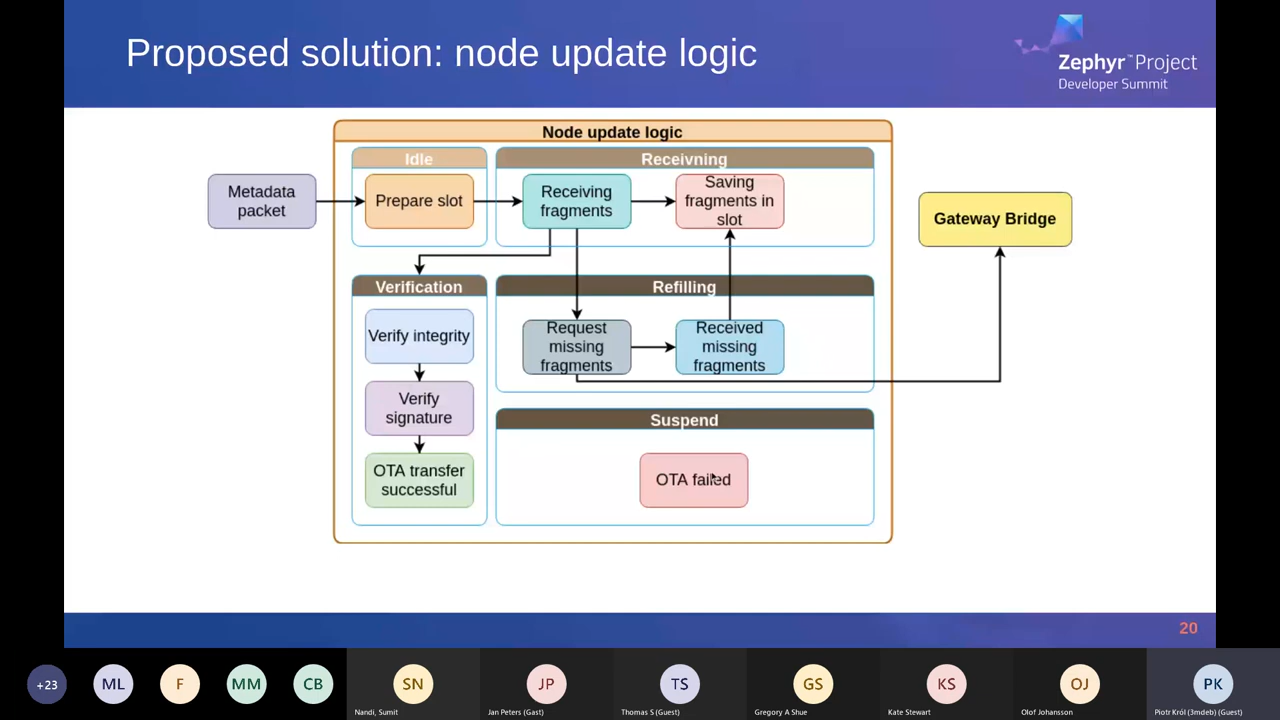 Proposed solution: node update logic
Zephyr™Project
Developer Summit
Node update logic
Idle
Receivning
Metadata
packet
Prepare slot
Receiving
fragments
Saving
fragments in
slot
Gateway Bridge
Verification
Refilling
Verify integrity
Request
missing
fragments
Received
missing
fragments
Verify
signature
Suspend
OTA transfer
successful
OTA failed
20
+23
ML
F
MM
CB
SN
Nandi, Sumit
JP
Jan Peters (Gast)
TS
Thomas S (Guest)
GS
Gregory A Shue
KS
Kate Stewart
OJ
Olof Johansson
PK
Piotr Król (3mdeb) (Guest)